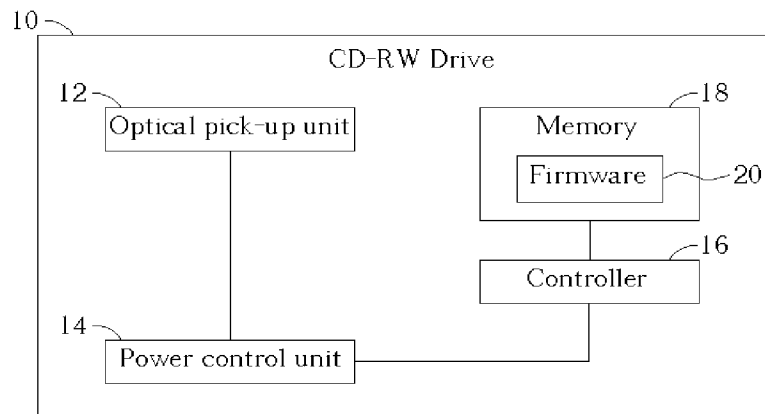 10
CD-RW Drive
12
18
Optical pick-up unit
Memory
Firmware
20
16
Controller
14
Power control unit